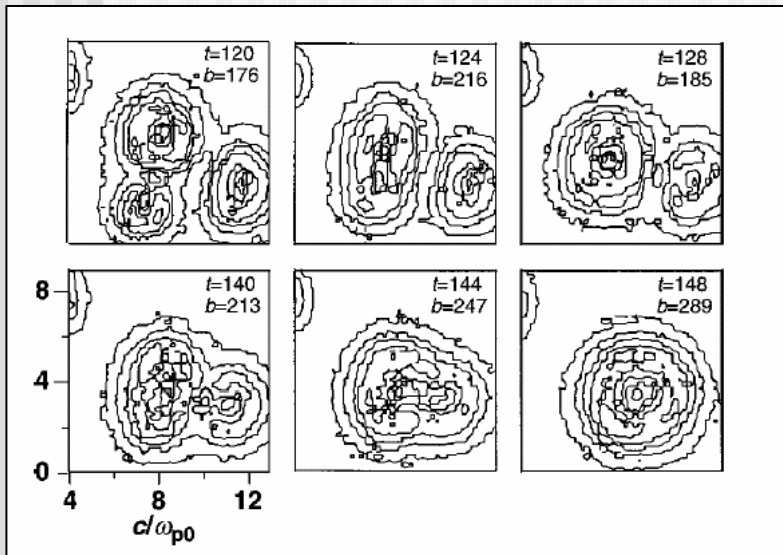 t=120
b=176
t=124
b=216
t=128
b=185
t=140
b=213
t=144
b=247
t=148
b=289
8
4
0
4 8 12
c/ωp0